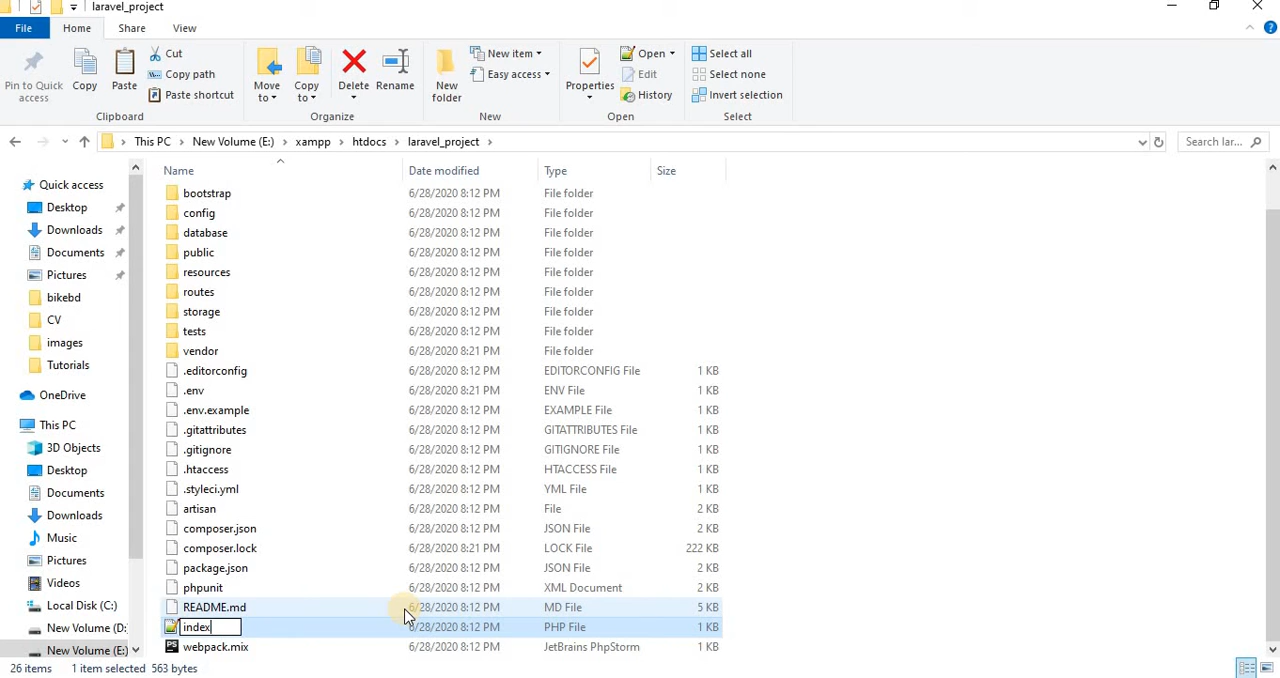 laravel_project
File Home Share View
Pin to Quick access
Copy
Paste
Cut
Copy path
Paste shortcut
Clipboard
Move to
Copy to
Delete
Rename
Organize
New folder
New item
Easy access
New
Properties
Open
Edit
History
Open
Select all
Select none
Invert selection
Select
This PC New Volume (E:) xampp htdocs laravel_project
Search lar...
Quick access
Desktop
Downloads
Documents
Pictures
bikebd
CV
images
Tutorials
OneDrive
This PC
3D Objects
Desktop
Documents
Downloads
Music
Pictures
Videos
Local Disk (C:)
New Volume (D:
New Volume (E:)
Name Date modified Type Size
bootstrap 6/28/2020 8:12 PM File folder
config 6/28/2020 8:12 PM File folder
database 6/28/2020 8:12 PM File folder
public 6/28/2020 8:12 PM File folder
resources 6/28/2020 8:12 PM File folder
routes 6/28/2020 8:12 PM File folder
storage 6/28/2020 8:12 PM File folder
tests 6/28/2020 8:12 PM File folder
vendor 6/28/2020 8:21 PM File folder
.editorconfig 6/28/2020 8:12 PM EDITORCONFIG File 1 KB
.env 6/28/2020 8:21 PM ENV File 1 KB
.env.example 6/28/2020 8:12 PM EXAMPLE File 1 KB
.gitattributes 6/28/2020 8:12 PM GITATTRIBUTES File 1 KB
.gitignore 6/28/2020 8:12 PM GITIGNORE File 1 KB
.htaccess 6/28/2020 8:12 PM HTACCESS File 1 KB
.styleci.yml 6/28/2020 8:12 PM YML File 1 KB
artisan 6/28/2020 8:12 PM File 2 KB
composer.json 6/28/2020 8:12 PM JSON File 2 KB
composer.lock 6/28/2020 8:21 PM LOCK File 222 KB
package.json 6/28/2020 8:12 PM JSON File 2 KB
phpunit 6/28/2020 8:12 PM XML Document 2 KB
README.md 6/28/2020 8:12 PM MD File 5 KB
index 6/28/2020 8:12 PM PHP File 1 KB
webpack.mix 6/28/2020 8:12 PM JetBrains PhpStorm 1 KB
26 items 1 item selected 563 bytes